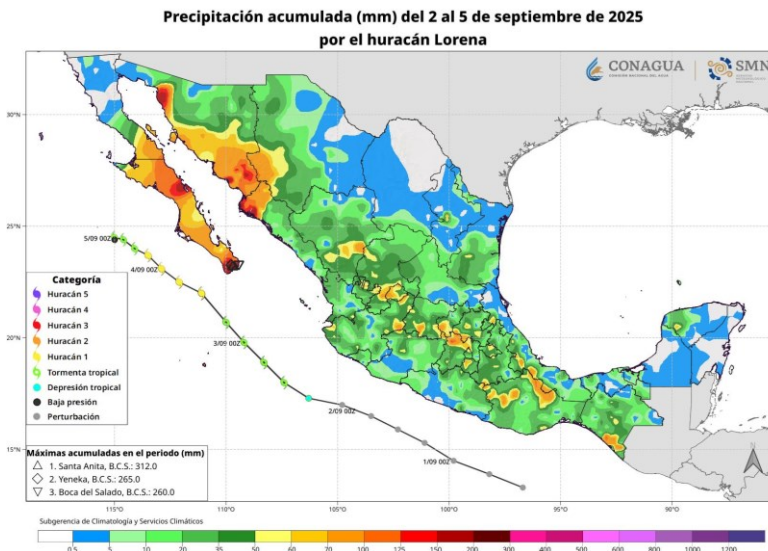 Precipitación acumulada (mm) del 2 al 5 de septiembre de 2025
por el huracán Lorena
CONAGUA
COMISIÓN NACIONAL DEL AGUA
SMN
30°N
25°N
20°N
15°N
5/09 00Z
4/09 00Z
3/09 00Z
2/09 00Z
1/09 00Z
Categoría
Huracán 5
Huracán 4
Huracán 3
Huracán 2
Huracán 1
Tormenta tropical
Depresión tropical
Baja presión
Perturbación
Máximas acumuladas en el periodo (mm)
1. Santa Anita, B.C.S.: 312.0
2. Yeneka, B.C.S.: 265.0
3. Boca del Salado, B.C.S.: 260.0
N
115°O 110°O 105°O 100°O 95°O 90°O
Subgerencia de Climatología y Servicios Climáticos
0.5 5 10 20 35 50 60 70 100 125 150 200 300 400 500 600 800 1000 1200